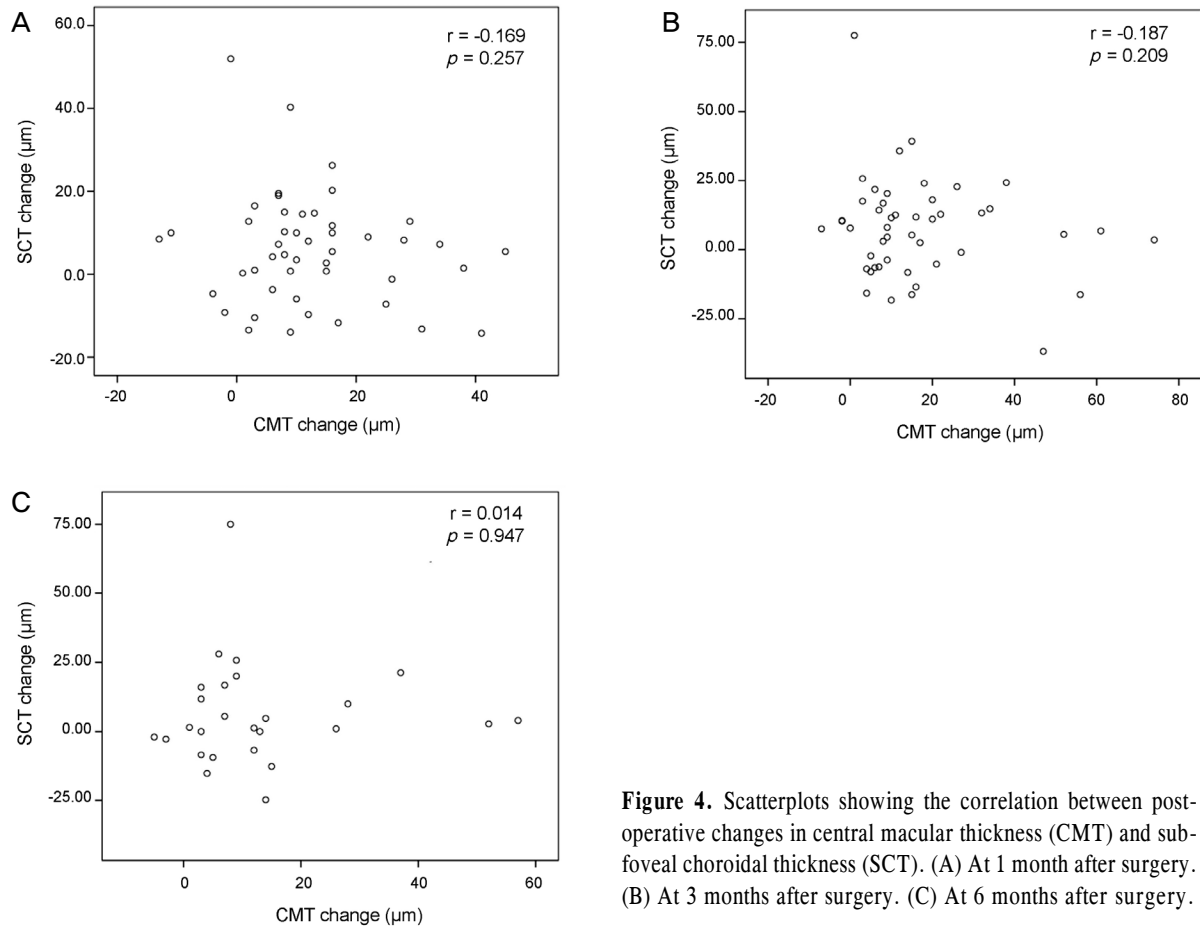 A
r = -0.169
p = 0.257
60.0
40.0
20.0
0.0
-20.0
SCT change (µm)
-20
0
20
40
CMT change (µm)
B
r = -0.187
p = 0.209
75.00
50.00
25.00
0.00
-25.00
SCT change (µm)
-20
0
20
40
60
80
CMT change (µm)
C
r = 0.014
p = 0.947
75.00
50.00
25.00
0.00
-25.00
SCT change (µm)
0
20
40
60
CMT change (µm)
Figure 4. Scatterplots showing the correlation between post-
operative changes in central macular thickness (CMT) and sub-
foveal choroidal thickness (SCT). (A) At 1 month after surgery.
(B) At 3 months after surgery. (C) At 6 months after surgery.